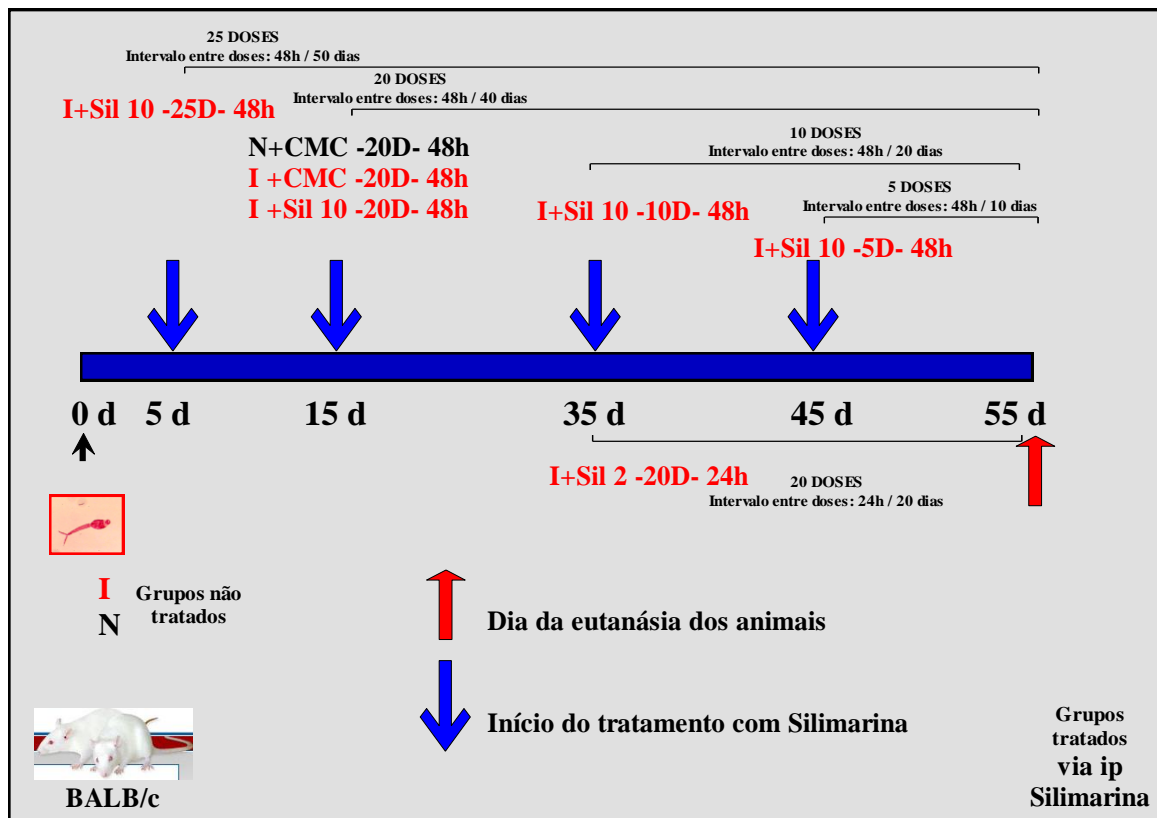 25 DOSES
Intervalo entre doses: 48h / 50 dias
20 DOSES
Intervalo entre doses: 48h / 40 dias
I+Sil 10 -25D- 48h
10 DOSES
Intervalo entre doses: 48h / 20 dias
N+CMC -20D- 48h
I +CMC -20D- 48h
I +Sil 10 -20D- 48h
5 DOSES
Intervalo entre doses: 48h / 10 dias
I+Sil 10 -10D- 48h
I+Sil 10 -5D- 48h
0 d 5 d 15 d 35 d 45 d 55 d
I+Sil 2 -20D- 24h
20 DOSES
Intervalo entre doses: 24h / 20 dias
I
N
Grupos não
tratados
Dia da eutanásia dos animais
Início do tratamento com Silimarina
BALB/c
Grupos
tratados
via ip
Silimarina